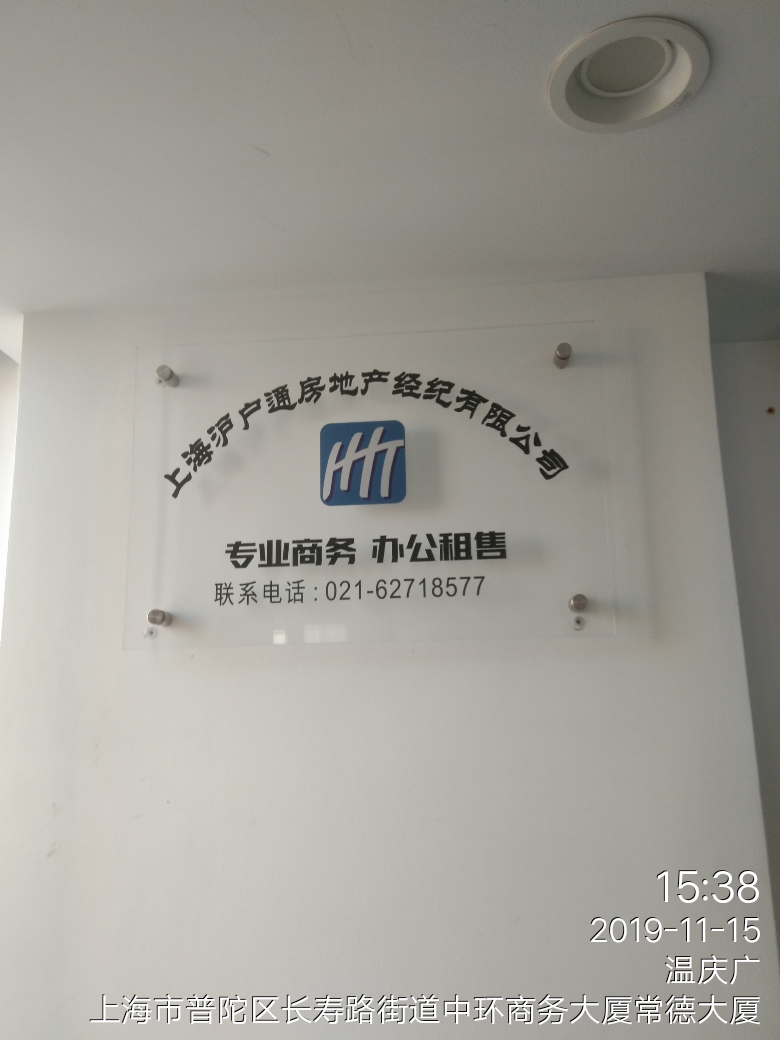 上海沪户通房地产经纪有限公司
专业商务 办公租售
联系电话:021-62718577
15:38
2019-11-15
温庆广
上海市普陀区长寿路街道中环商务大厦常德大厦